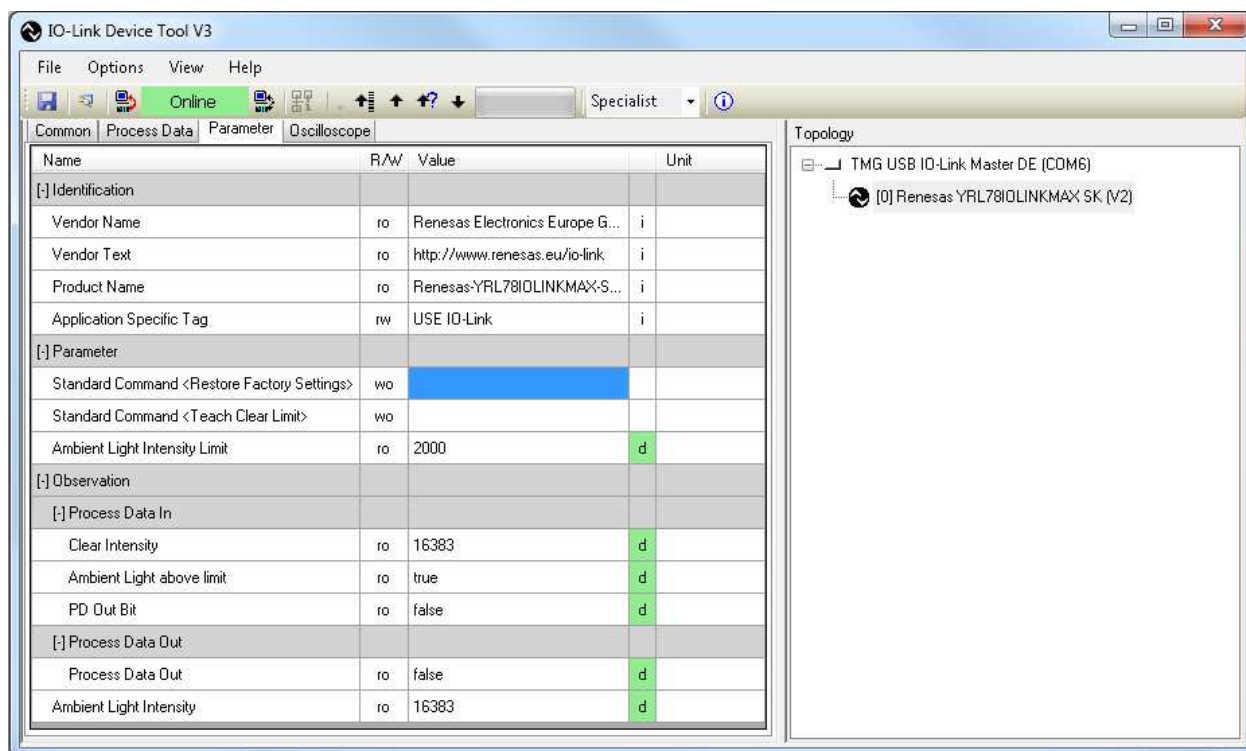 IO-Link Device Tool V3
File Options View Help
Online Specialist
Common Process Data Parameter Oscilloscope
Topology
Name R/W Value Unit
TMG USB IO-Link Master DE (COM6)
[0] Renesas YRL78IOLINKMAX SK (V2)
[-] Identification
Vendor Name ro Renesas Electronics Europe G... i
Vendor Text ro http://www.renesas.eu/io-link i
Product Name ro Renesas-YRL78IOLINKMAX-S... i
Application Specific Tag rw USE IO-Link i
[-] Parameter
Standard Command <Restore Factory Settings> wo
Standard Command <Teach Clear Limit> wo
Ambient Light Intensity Limit ro 2000 d
[-] Observation
[-] Process Data In
Clear Intensity ro 16383 d
Ambient Light above limit ro true d
PD Out Bit ro false d
[-] Process Data Out
Process Data Out ro false d
Ambient Light Intensity ro 16383 d